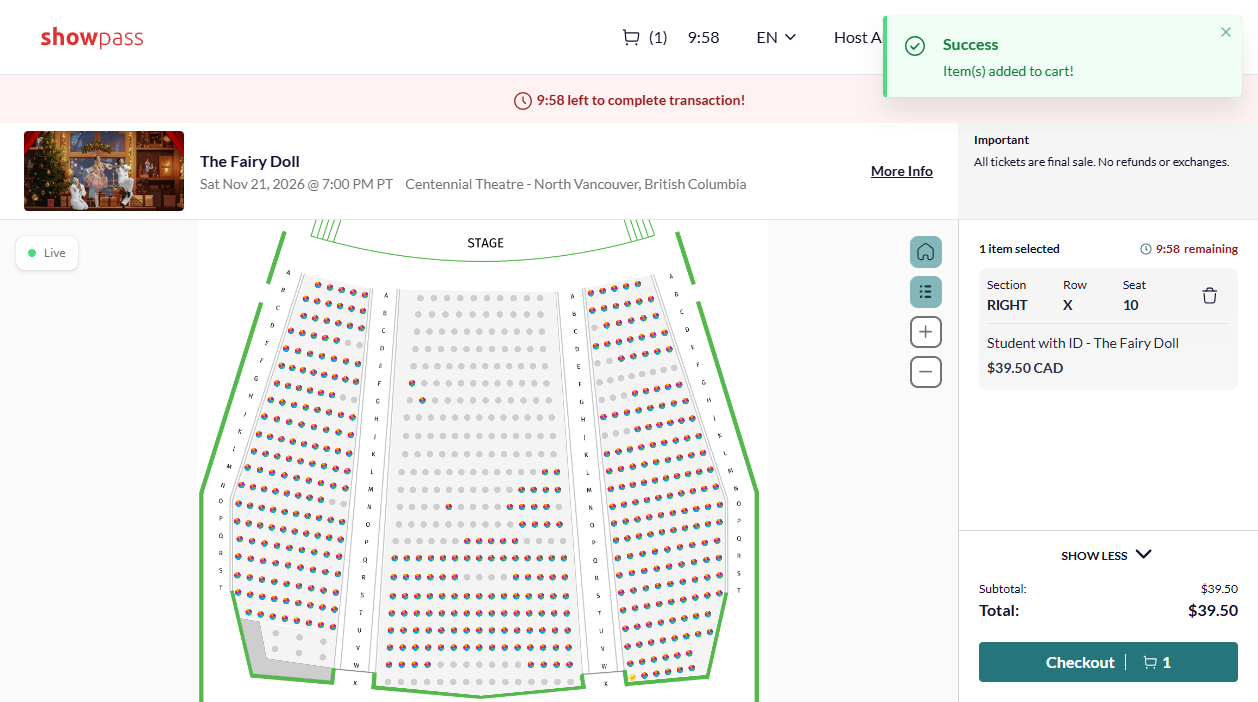 showpass
(1)
9:58
EN
Host A
Success
Item(s) added to cart!
9:58 left to complete transaction!
The Fairy Doll
Sat Nov 21, 2026 @ 7:00 PM PT Centennial Theatre - North Vancouver, British Columbia
More Info
Important
All tickets are final sale. No refunds or exchanges.
Live
STAGE
1 item selected
9:58 remaining
Section Row Seat
RIGHT X 10
Student with ID - The Fairy Doll
$39.50 CAD
SHOW LESS
Subtotal: $39.50
Total: $39.50
Checkout 1
A
B
C
D
E
F
G
H
J
K
L
M
N
O
P
Q
R
S
T
A
B
C
D
E
F
G
H
J
K
L
M
N
O
P
Q
R
S
T
U
V
W
X
A
B
C
D
E
F
G
H
J
K
L
M
N
O
P
Q
R
S
T
U
V
W
X
A
B
C
D
E
F
G
H
J
K
L
M
N
O
P
Q
R
S
T